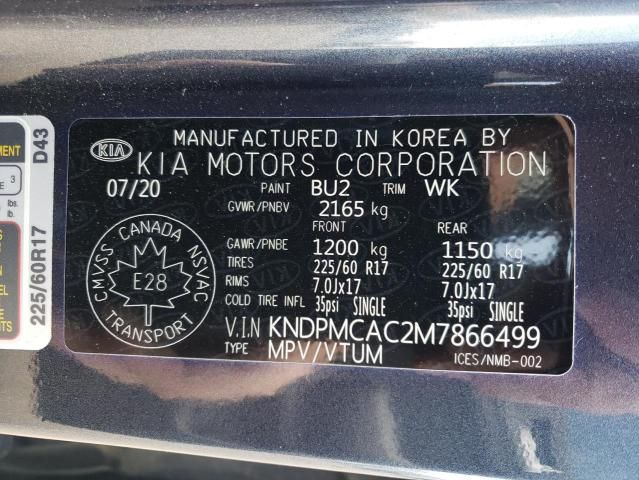 KIA
MANUFACTURED IN KOREA BY
KIA MOTORS CORPORATION
07/20 PAINT BU2 TRIM WK
GVWR/PNBV 2165 kg
FRONT REAR
GAWR/PNBE 1200 kg 1150 kg
TIRES 225/60 R17 225/60 R17
RIMS 7.0Jx17 7.0Jx17
COLD TIRE INFL 35psi SINGLE 35psi SINGLE
V.I.N KNDPMCAC2M7866499
TYPE MPV/VTUM ICES/NMB-002
CANADA
CMVSS NSVAC
E28
TRANSPORT
D43
225/60R17
3
lbs.
lb.